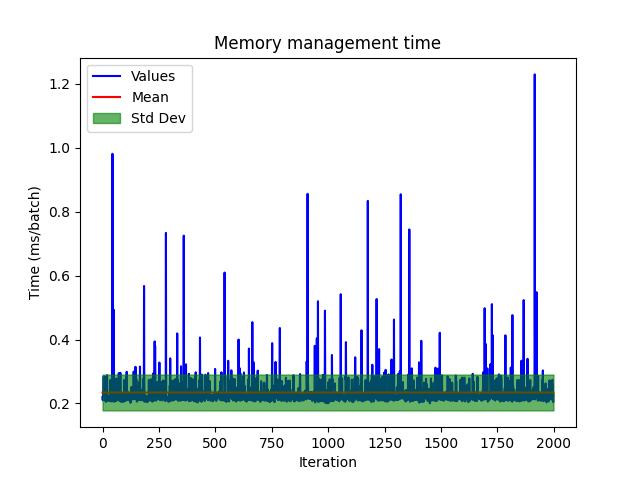 Memory management time
Values
Mean
Std Dev
Time (ms/batch)
1.2
1.0
0.8
0.6
0.4
0.2
0 250 500 750 1000 1250 1500 1750 2000
Iteration